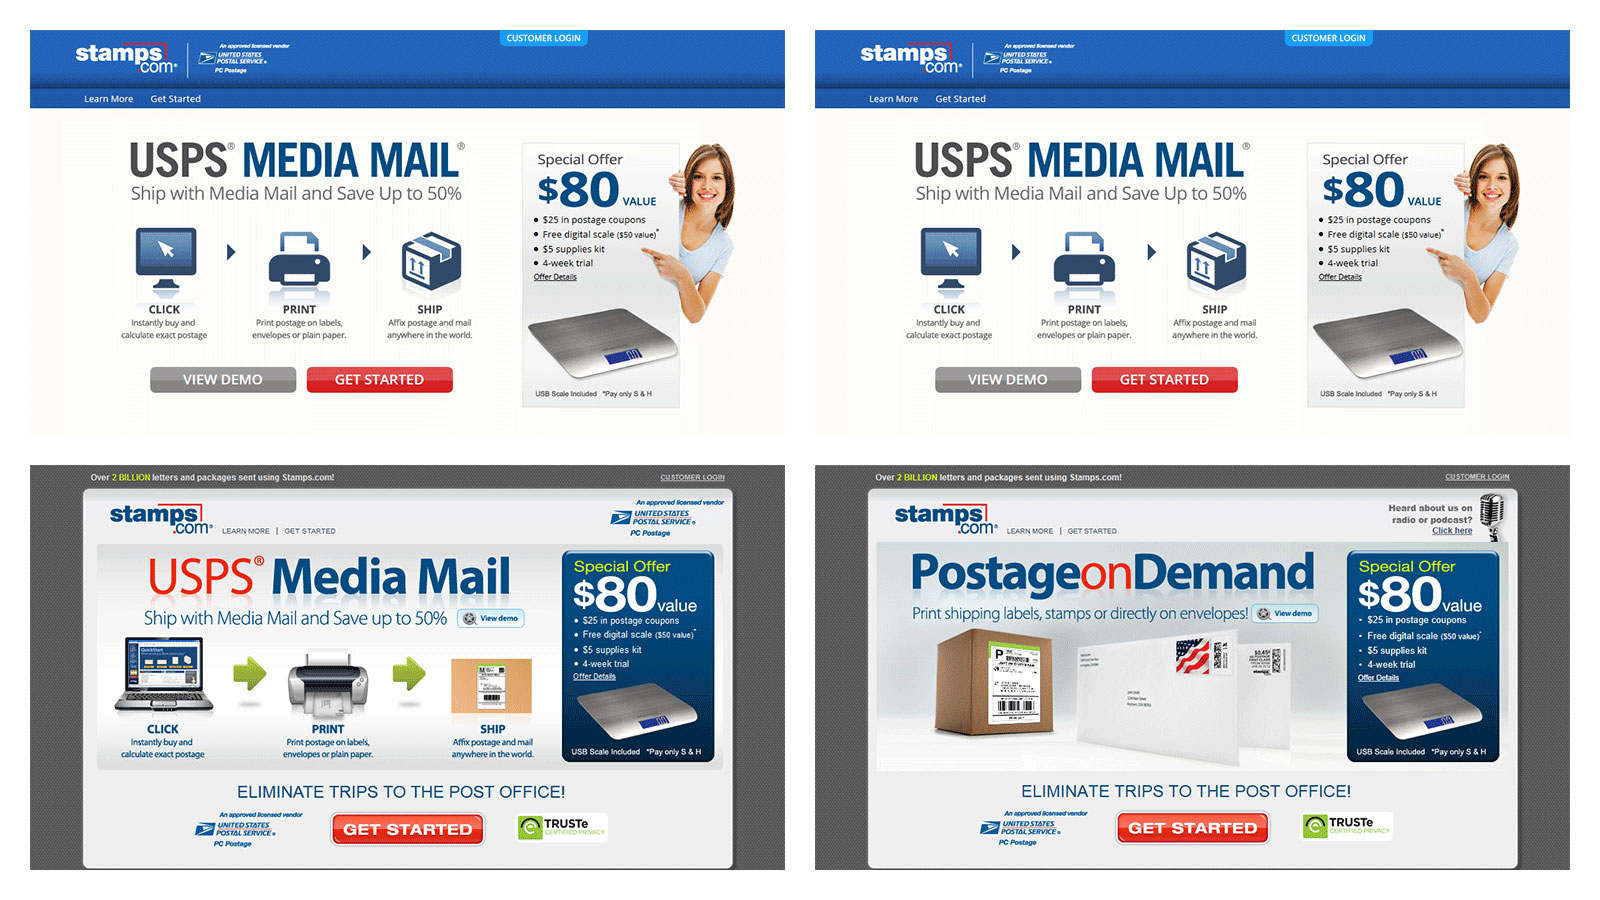 CUSTOMER LOGIN
stamps.com®
An approved licensed vendor
UNITED STATES
POSTAL SERVICE®
PC Postage
Learn More Get Started
USPS® MEDIA MAIL®
Ship with Media Mail and Save Up to 50%
CLICK
Instantly buy and
calculate exact postage
PRINT
Print postage on labels,
envelopes or plain paper.
SHIP
Affix postage and mail
anywhere in the world.
VIEW DEMO
GET STARTED
Special Offer
$80 VALUE
• $25 in postage coupons
• Free digital scale ($50 value)*
• $5 supplies kit
• 4-week trial
Offer Details
USB Scale Included *Pay only S & H
CUSTOMER LOGIN
stamps.com®
An approved licensed vendor
UNITED STATES
POSTAL SERVICE®
PC Postage
Learn More Get Started
USPS® MEDIA MAIL®
Ship with Media Mail and Save Up to 50%
CLICK
Instantly buy and
calculate exact postage
PRINT
Print postage on labels,
envelopes or plain paper.
SHIP
Affix postage and mail
anywhere in the world.
VIEW DEMO
GET STARTED
Special Offer
$80 VALUE
• $25 in postage coupons
• Free digital scale ($50 value)*
• $5 supplies kit
• 4-week trial
Offer Details
USB Scale Included *Pay only S & H
Over 2 BILLION letters and packages sent using Stamps.com!
CUSTOMER LOGIN
stamps.com®
LEARN MORE | GET STARTED
An approved licensed vendor
UNITED STATES
POSTAL SERVICE®
PC Postage
USPS® Media Mail
Ship with Media Mail and Save up to 50%
View demo
QuickStart
CLICK
Instantly buy and
calculate exact postage
PRINT
Print postage on labels,
envelopes or plain paper.
SHIP
Affix postage and mail
anywhere in the world.
Special Offer
$80 value
• $25 in postage coupons
• Free digital scale ($50 value)*
• $5 supplies kit
• 4-week trial
Offer Details
USB Scale Included *Pay only S & H
ELIMINATE TRIPS TO THE POST OFFICE!
An approved licensed vendor
UNITED STATES
POSTAL SERVICE®
PC Postage
GET STARTED
TRUSTe
CERTIFIED PRIVACY
Over 2 BILLION letters and packages sent using Stamps.com!
CUSTOMER LOGIN
stamps.com®
LEARN MORE | GET STARTED
Heard about us on
radio or podcast?
Click here
PostageonDemand
Print shipping labels, stamps or directly on envelopes!
View demo
P
Special Offer
$80 value
• $25 in postage coupons
• Free digital scale ($50 value)*
• $5 supplies kit
• 4-week trial
Offer Details
USB Scale Included *Pay only S & H
ELIMINATE TRIPS TO THE POST OFFICE!
An approved licensed vendor
UNITED STATES
POSTAL SERVICE®
PC Postage
GET STARTED
TRUSTe
CERTIFIED PRIVACY